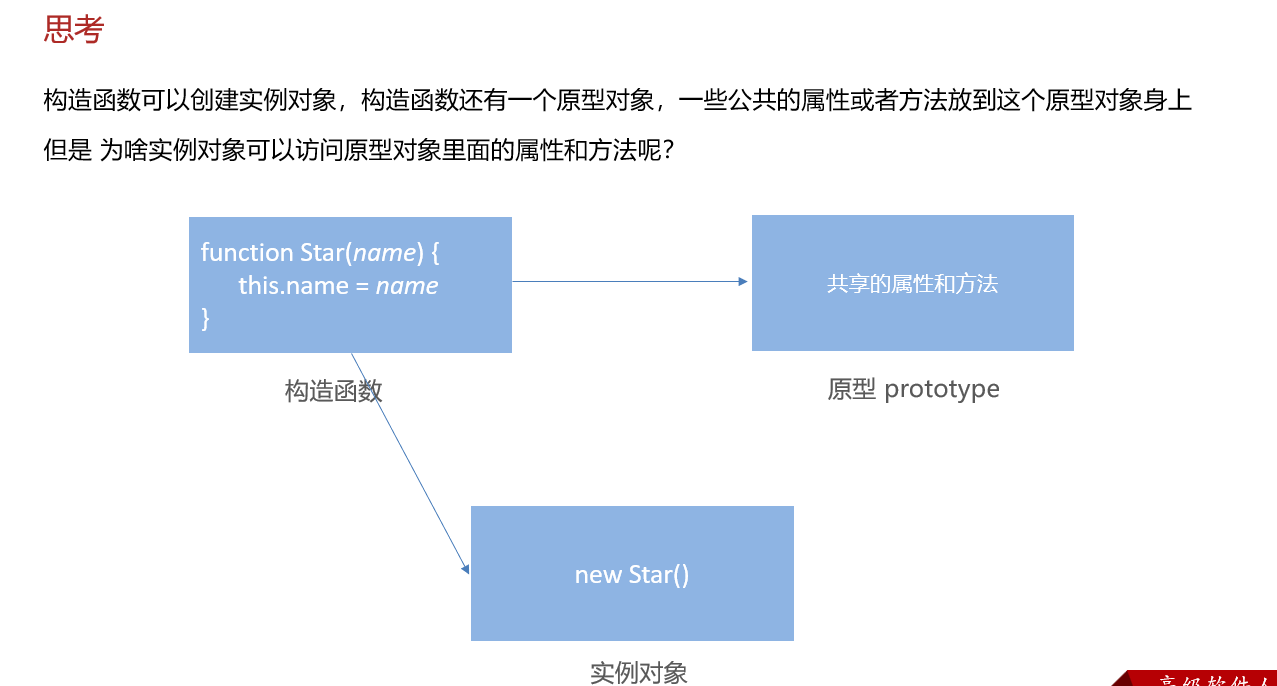 思考
构造函数可以创建实例对象，构造函数还有一个原型对象，一些公共的属性或者方法放到这个原型对象身上
但是 为啥实例对象可以访问原型对象里面的属性和方法呢？
function Star(name) {
this.name = name
}
共享的属性和方法
构造函数
原型 prototype
new Star()
实例对象
高级软件人